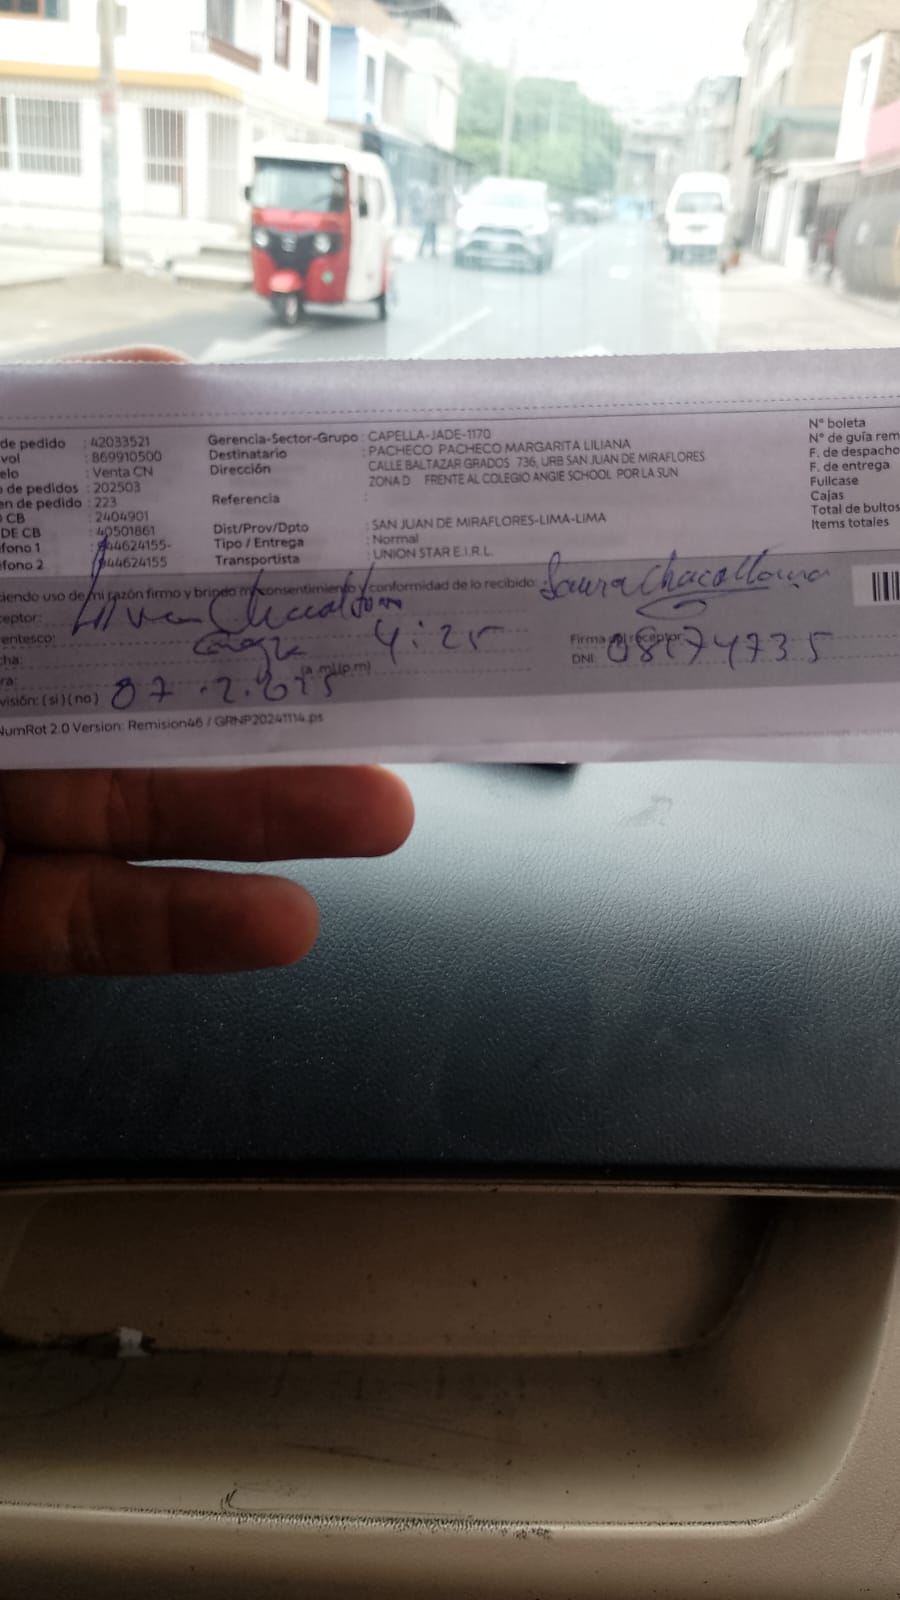 de pedido : 42033521
vol : 869910500
elo : Venta CN
de pedidos : 202503
en de pedido : 223
CB : 2404901
DE CB : 40501861
fono 1 : 944624155-
fono 2 : 944624155
Gerencia-Sector-Grupo : CAPELLA-JADE-1170
Destinatario : PACHECO PACHECO MARGARITA LILIANA
Dirección : CALLE BALTAZAR GRADOS 736, URB SAN JUAN DE MIRAFLORES
ZONA D FRENTE AL COLEGIO ANGIE SCHOOL POR LA SUN
Referencia :
Dist/Prov/Dpto : SAN JUAN DE MIRAFLORES-LIMA-LIMA
Tipo / Entrega : Normal
Transportista : UNION STAR E.I.R.L.
Nº boleta
Nº de guía rem
F. de despacho
F. de entrega
Fullcase
Cajas
Total de bultos
Items totales
iendo uso de mi razón firmo y brindo mi consentimiento y conformidad de lo recibido:
ceptor:
entesco:
4:25
Firma del receptor
cha:
DNI:
ra: (a.m/p.m)
visión: (si) (no) 07.2.2025
NumRot 2.0 Version: Remision46 / GRNP20241114.ps